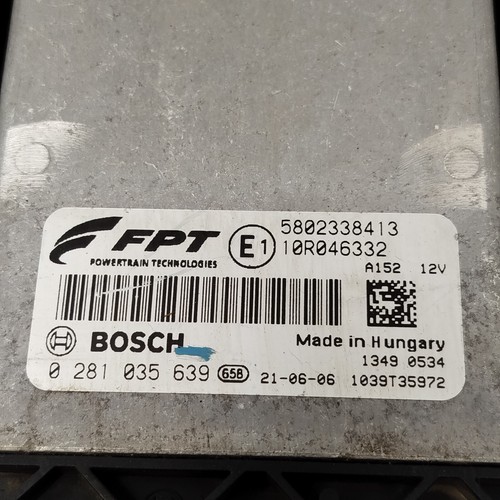 FPT
POWERTRAIN TECHNOLOGIES
E1
5802338413
10R046332
A152 12V
BOSCH
Made in Hungary
1349 0534
0 281 035 639 65B 21-06-06 1039T35972